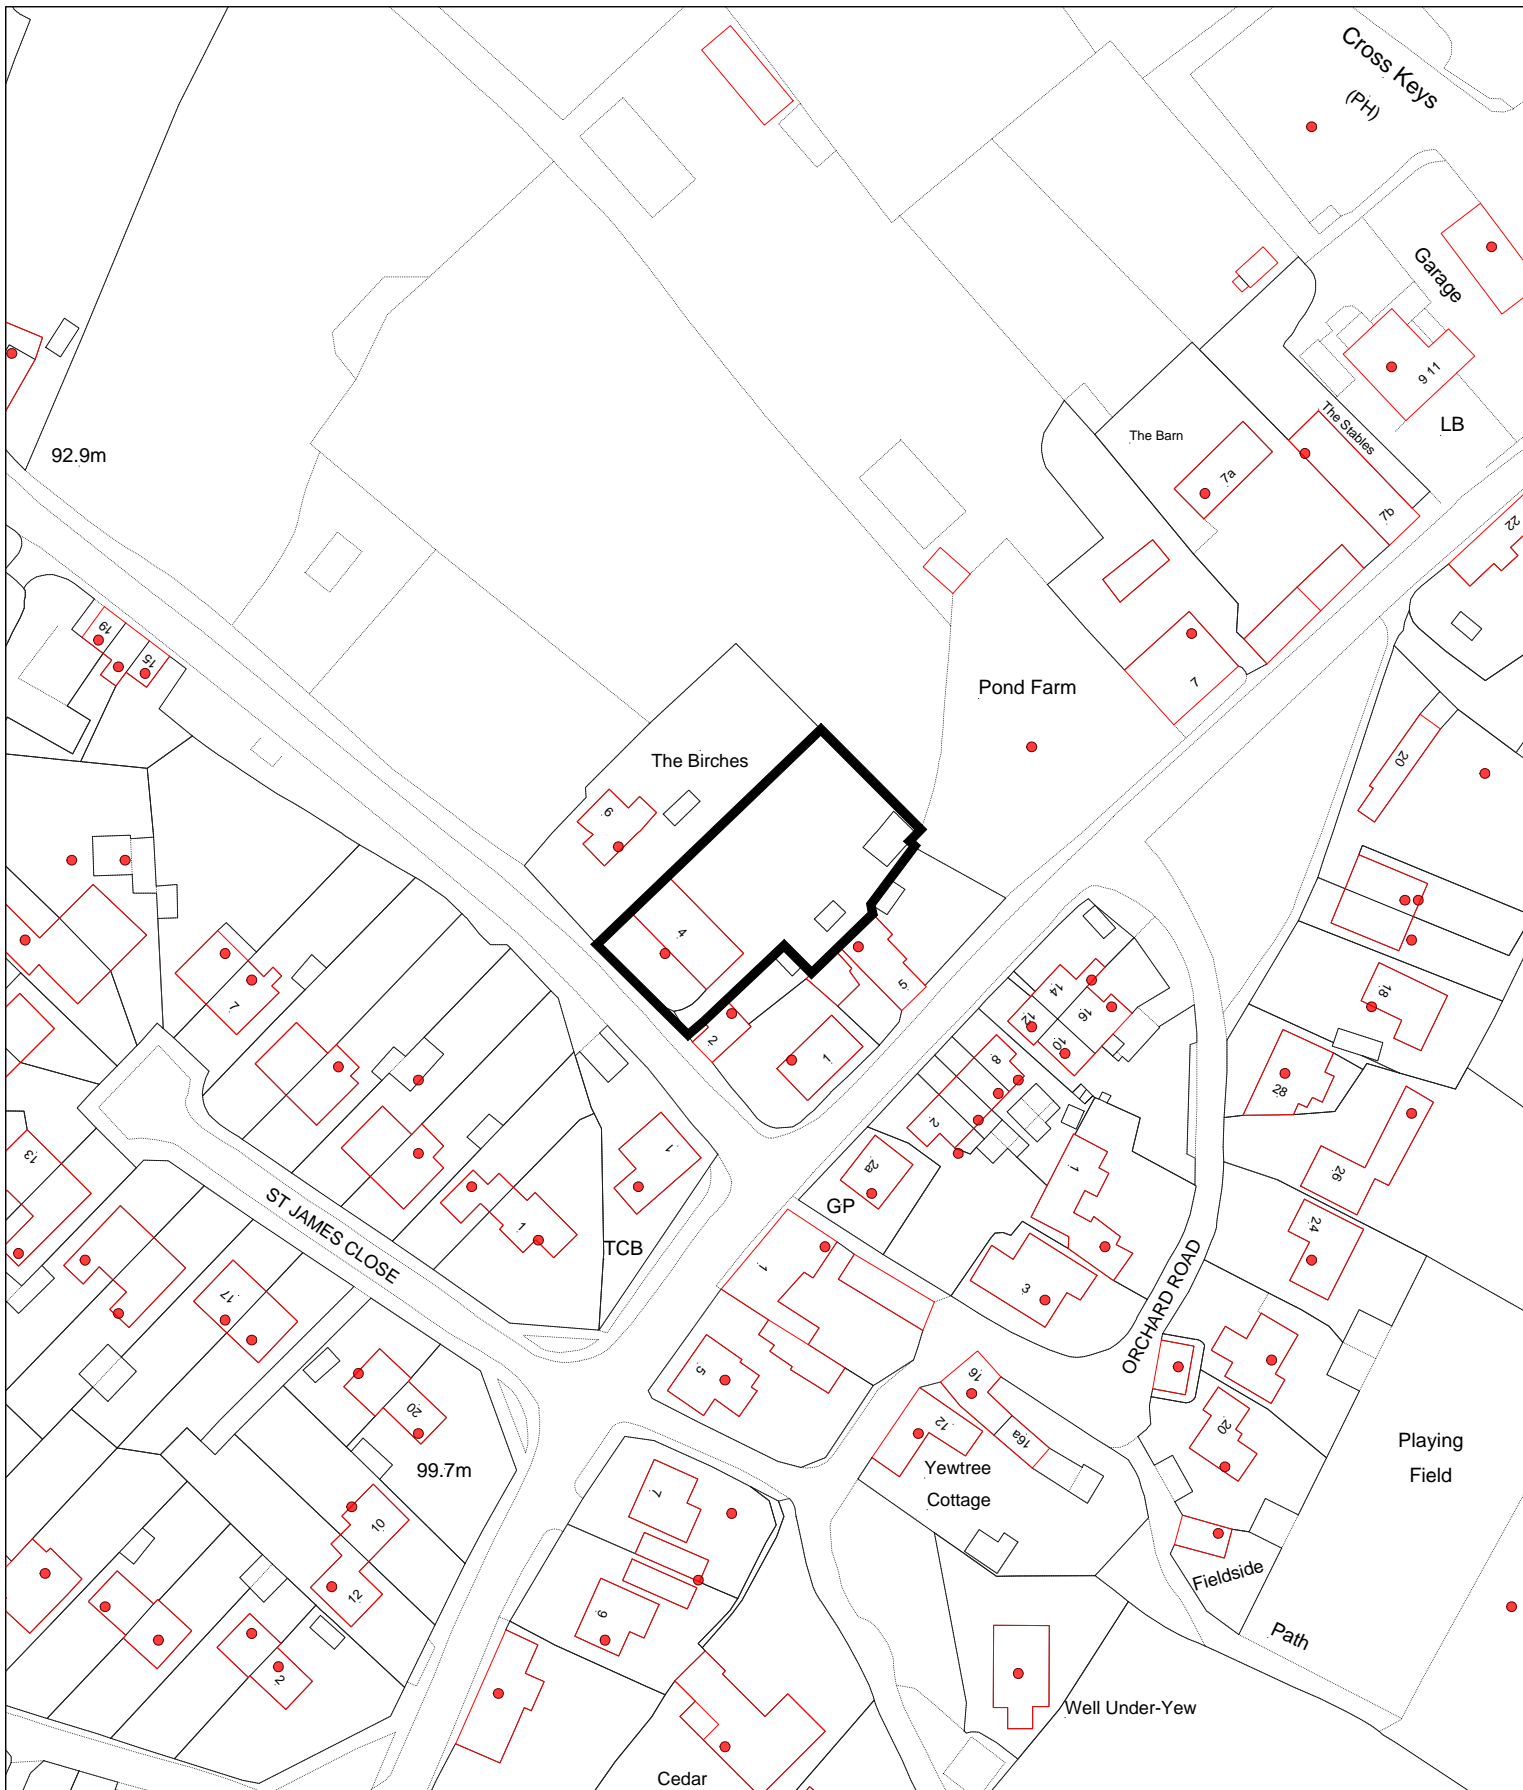 Cross Keys
(PH)
Garage
9 11
LB
The Stables
The Barn
7a
7b
22
92.9m
19
15
Pond Farm
7
The Birches
20
4
5
7
2
1
14
16
12
10
18
8
2
28
1
2a
1
13
GP
26
ST JAMES CLOSE
1
TCB
1
24
3
ORCHARD ROAD
17
5
16
12
16a
20
20
99.7m
Yewtree
Cottage
Playing
Field
7
10
12
Fieldside
Path
2
Well Under-Yew
Cedar